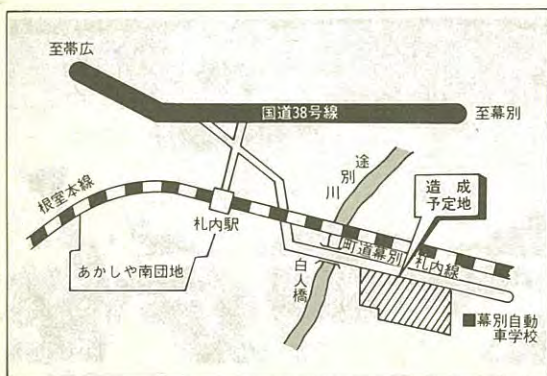 至帯広
国道38号線
至幕別
途別川
造成
予定地
根室本線
札内駅
町道幕別札内線
あかしや南団地
白人橋
■幕別自動
車学校